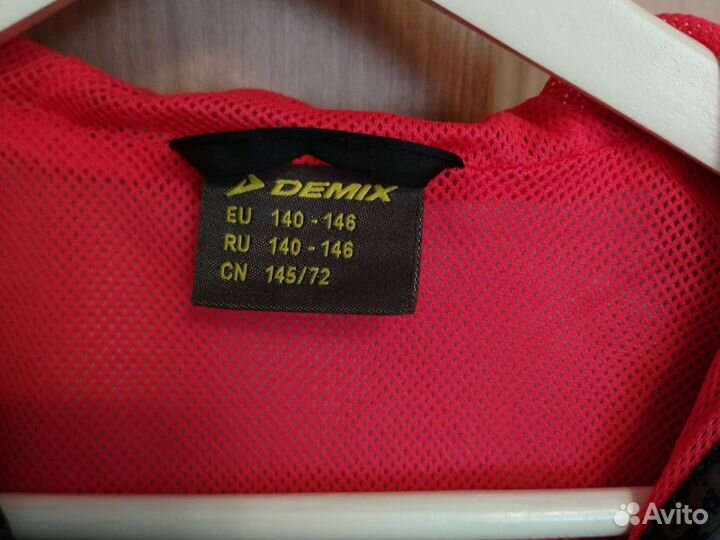 DEMIX
EU 140 - 146
RU 140 - 146
CN 145/72
Avito